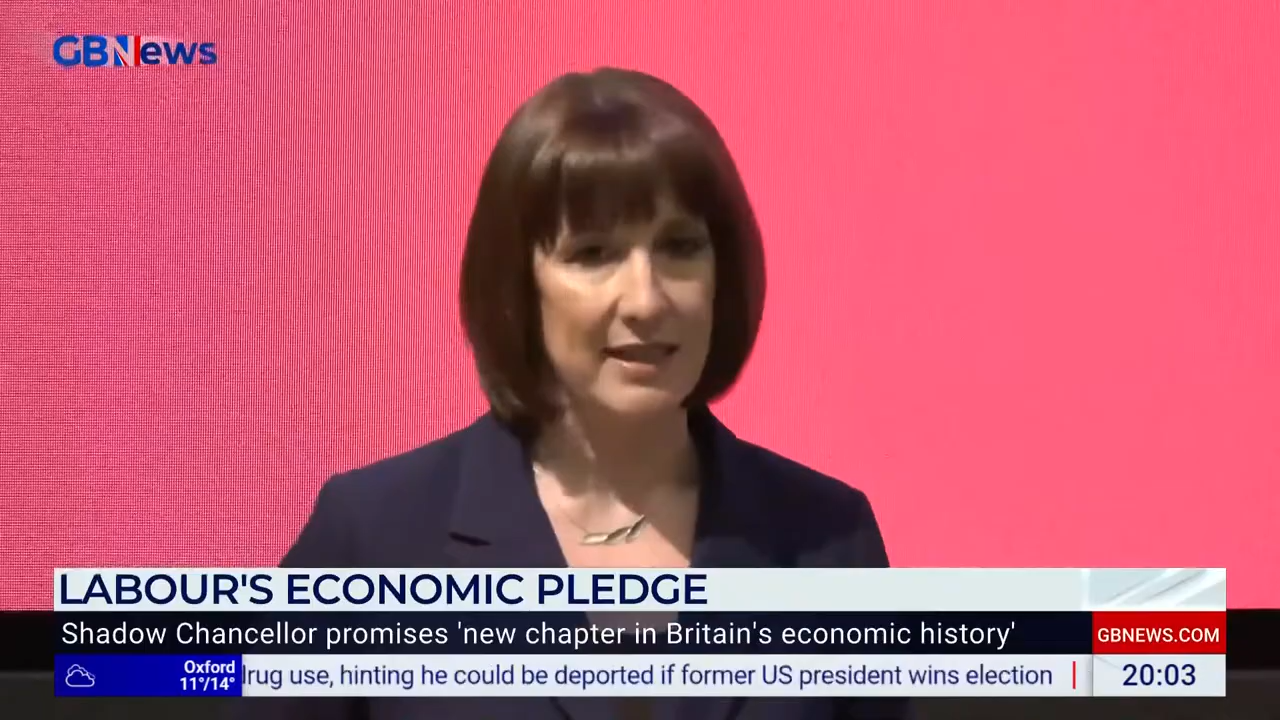 GBNews
LABOUR'S ECONOMIC PLEDGE
Shadow Chancellor promises 'new chapter in Britain's economic history'
GBNEWS.COM
Oxford
11°/14°
drug use, hinting he could be deported if former US president wins election
20:03